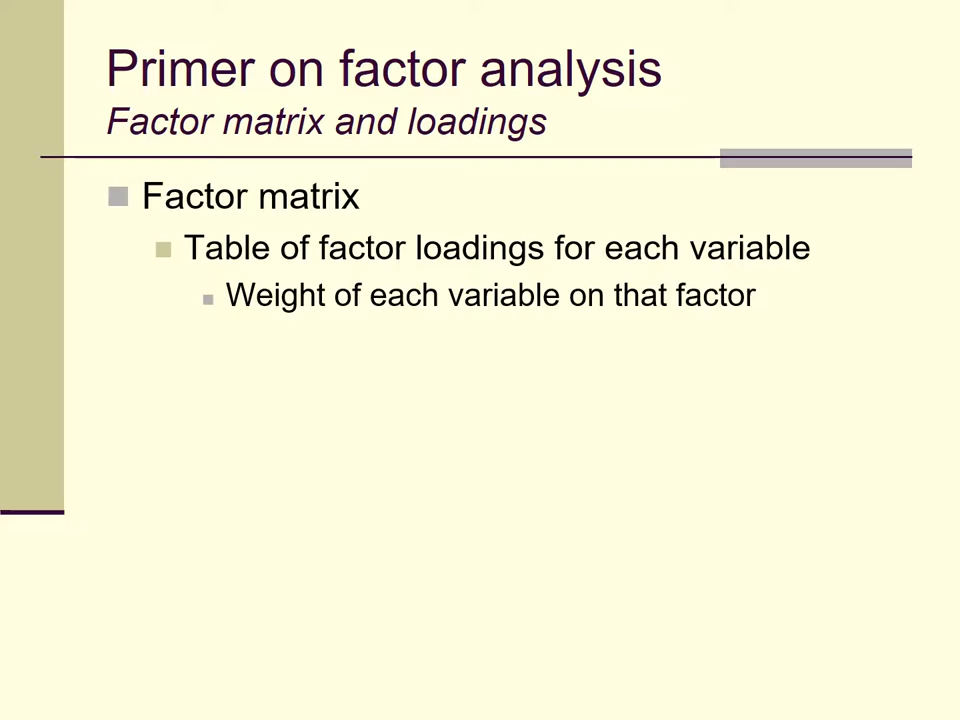 Primer on factor analysis
Factor matrix and loadings
Factor matrix
Table of factor loadings for each variable
Weight of each variable on that factor